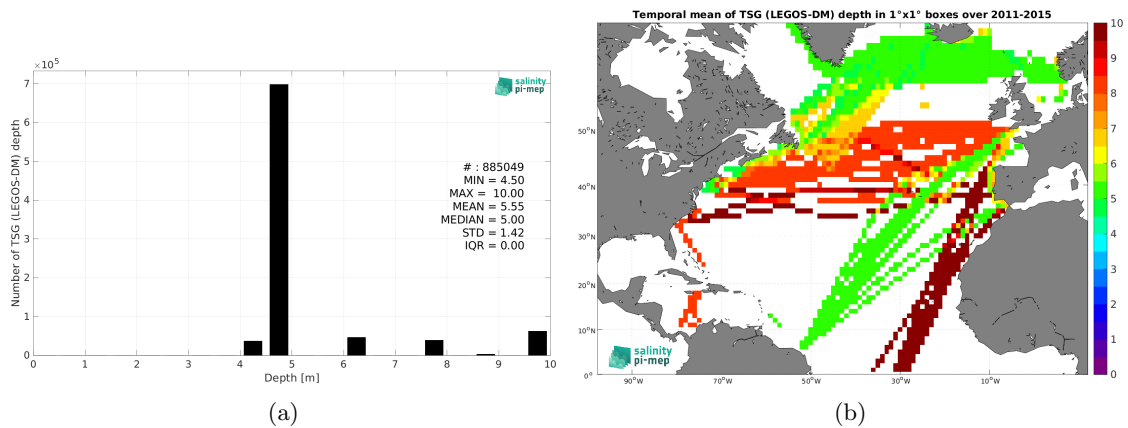 ×10⁵
7
6
5
4
3
2
1
0
Number of TSG (LEGOS-DM) depth
salinity
pi-mep
# : 885049
MIN = 4.50
MAX = 10.00
MEAN = 5.55
MEDIAN = 5.00
STD = 1.42
IQR = 0.00
0 1 2 3 4 5 6 7 8 9 10
Depth [m]
(a)
Temporal mean of TSG (LEGOS-DM) depth in 1°x1° boxes over 2011-2015
50°N
40°N
30°N
20°N
10°N
0°
90°W 70°W 50°W 30°W 10°W
salinity
pi-mep
10
9
8
7
6
5
4
3
2
1
0
(b)